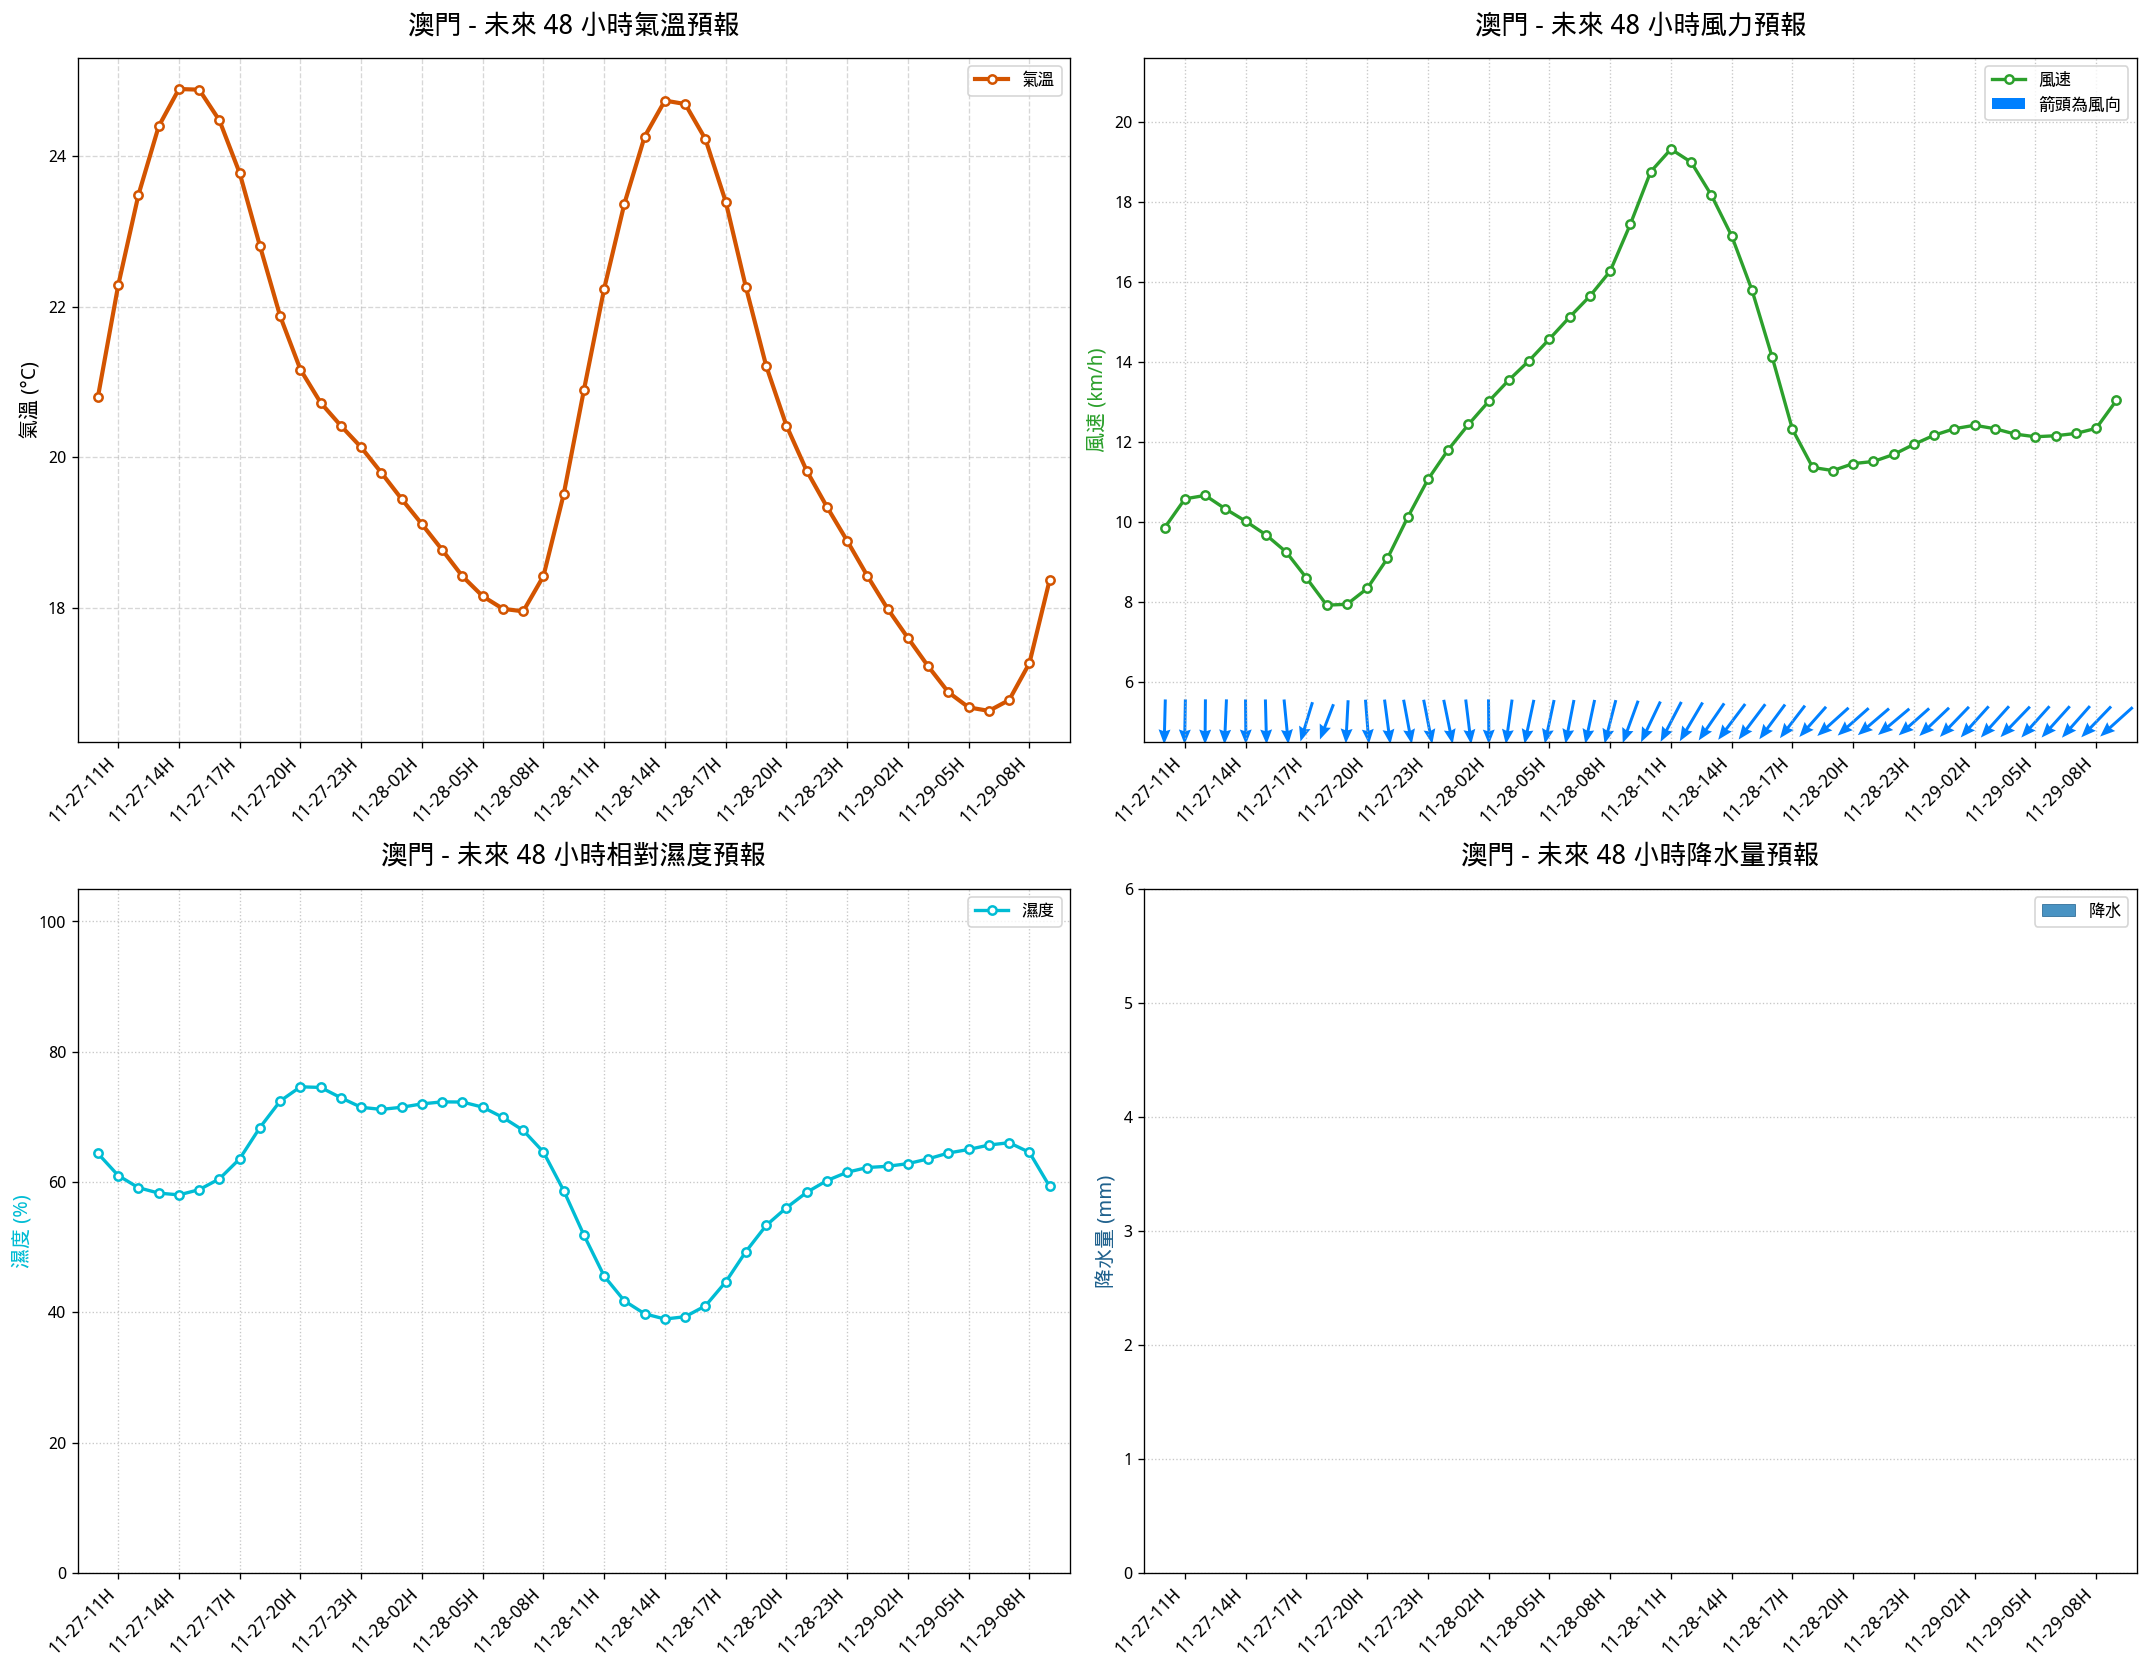 澳門 - 未來 48 小時氣溫預報
氣溫
氣溫 (°C)
24
22
20
18
11-27-11H
11-27-14H
11-27-17H
11-27-20H
11-27-23H
11-28-02H
11-28-05H
11-28-08H
11-28-11H
11-28-14H
11-28-17H
11-28-20H
11-28-23H
11-29-02H
11-29-05H
11-29-08H
澳門 - 未來 48 小時風力預報
風速
箭頭為風向
風速 (km/h)
20
18
16
14
12
10
8
6
11-27-11H
11-27-14H
11-27-17H
11-27-20H
11-27-23H
11-28-02H
11-28-05H
11-28-08H
11-28-11H
11-28-14H
11-28-17H
11-28-20H
11-28-23H
11-29-02H
11-29-05H
11-29-08H
澳門 - 未來 48 小時相對濕度預報
濕度
濕度 (%)
100
80
60
40
20
0
11-27-11H
11-27-14H
11-27-17H
11-27-20H
11-27-23H
11-28-02H
11-28-05H
11-28-08H
11-28-11H
11-28-14H
11-28-17H
11-28-20H
11-28-23H
11-29-02H
11-29-05H
11-29-08H
澳門 - 未來 48 小時降水量預報
降水
降水量 (mm)
6
5
4
3
2
1
0
11-27-11H
11-27-14H
11-27-17H
11-27-20H
11-27-23H
11-28-02H
11-28-05H
11-28-08H
11-28-11H
11-28-14H
11-28-17H
11-28-20H
11-28-23H
11-29-02H
11-29-05H
11-29-08H